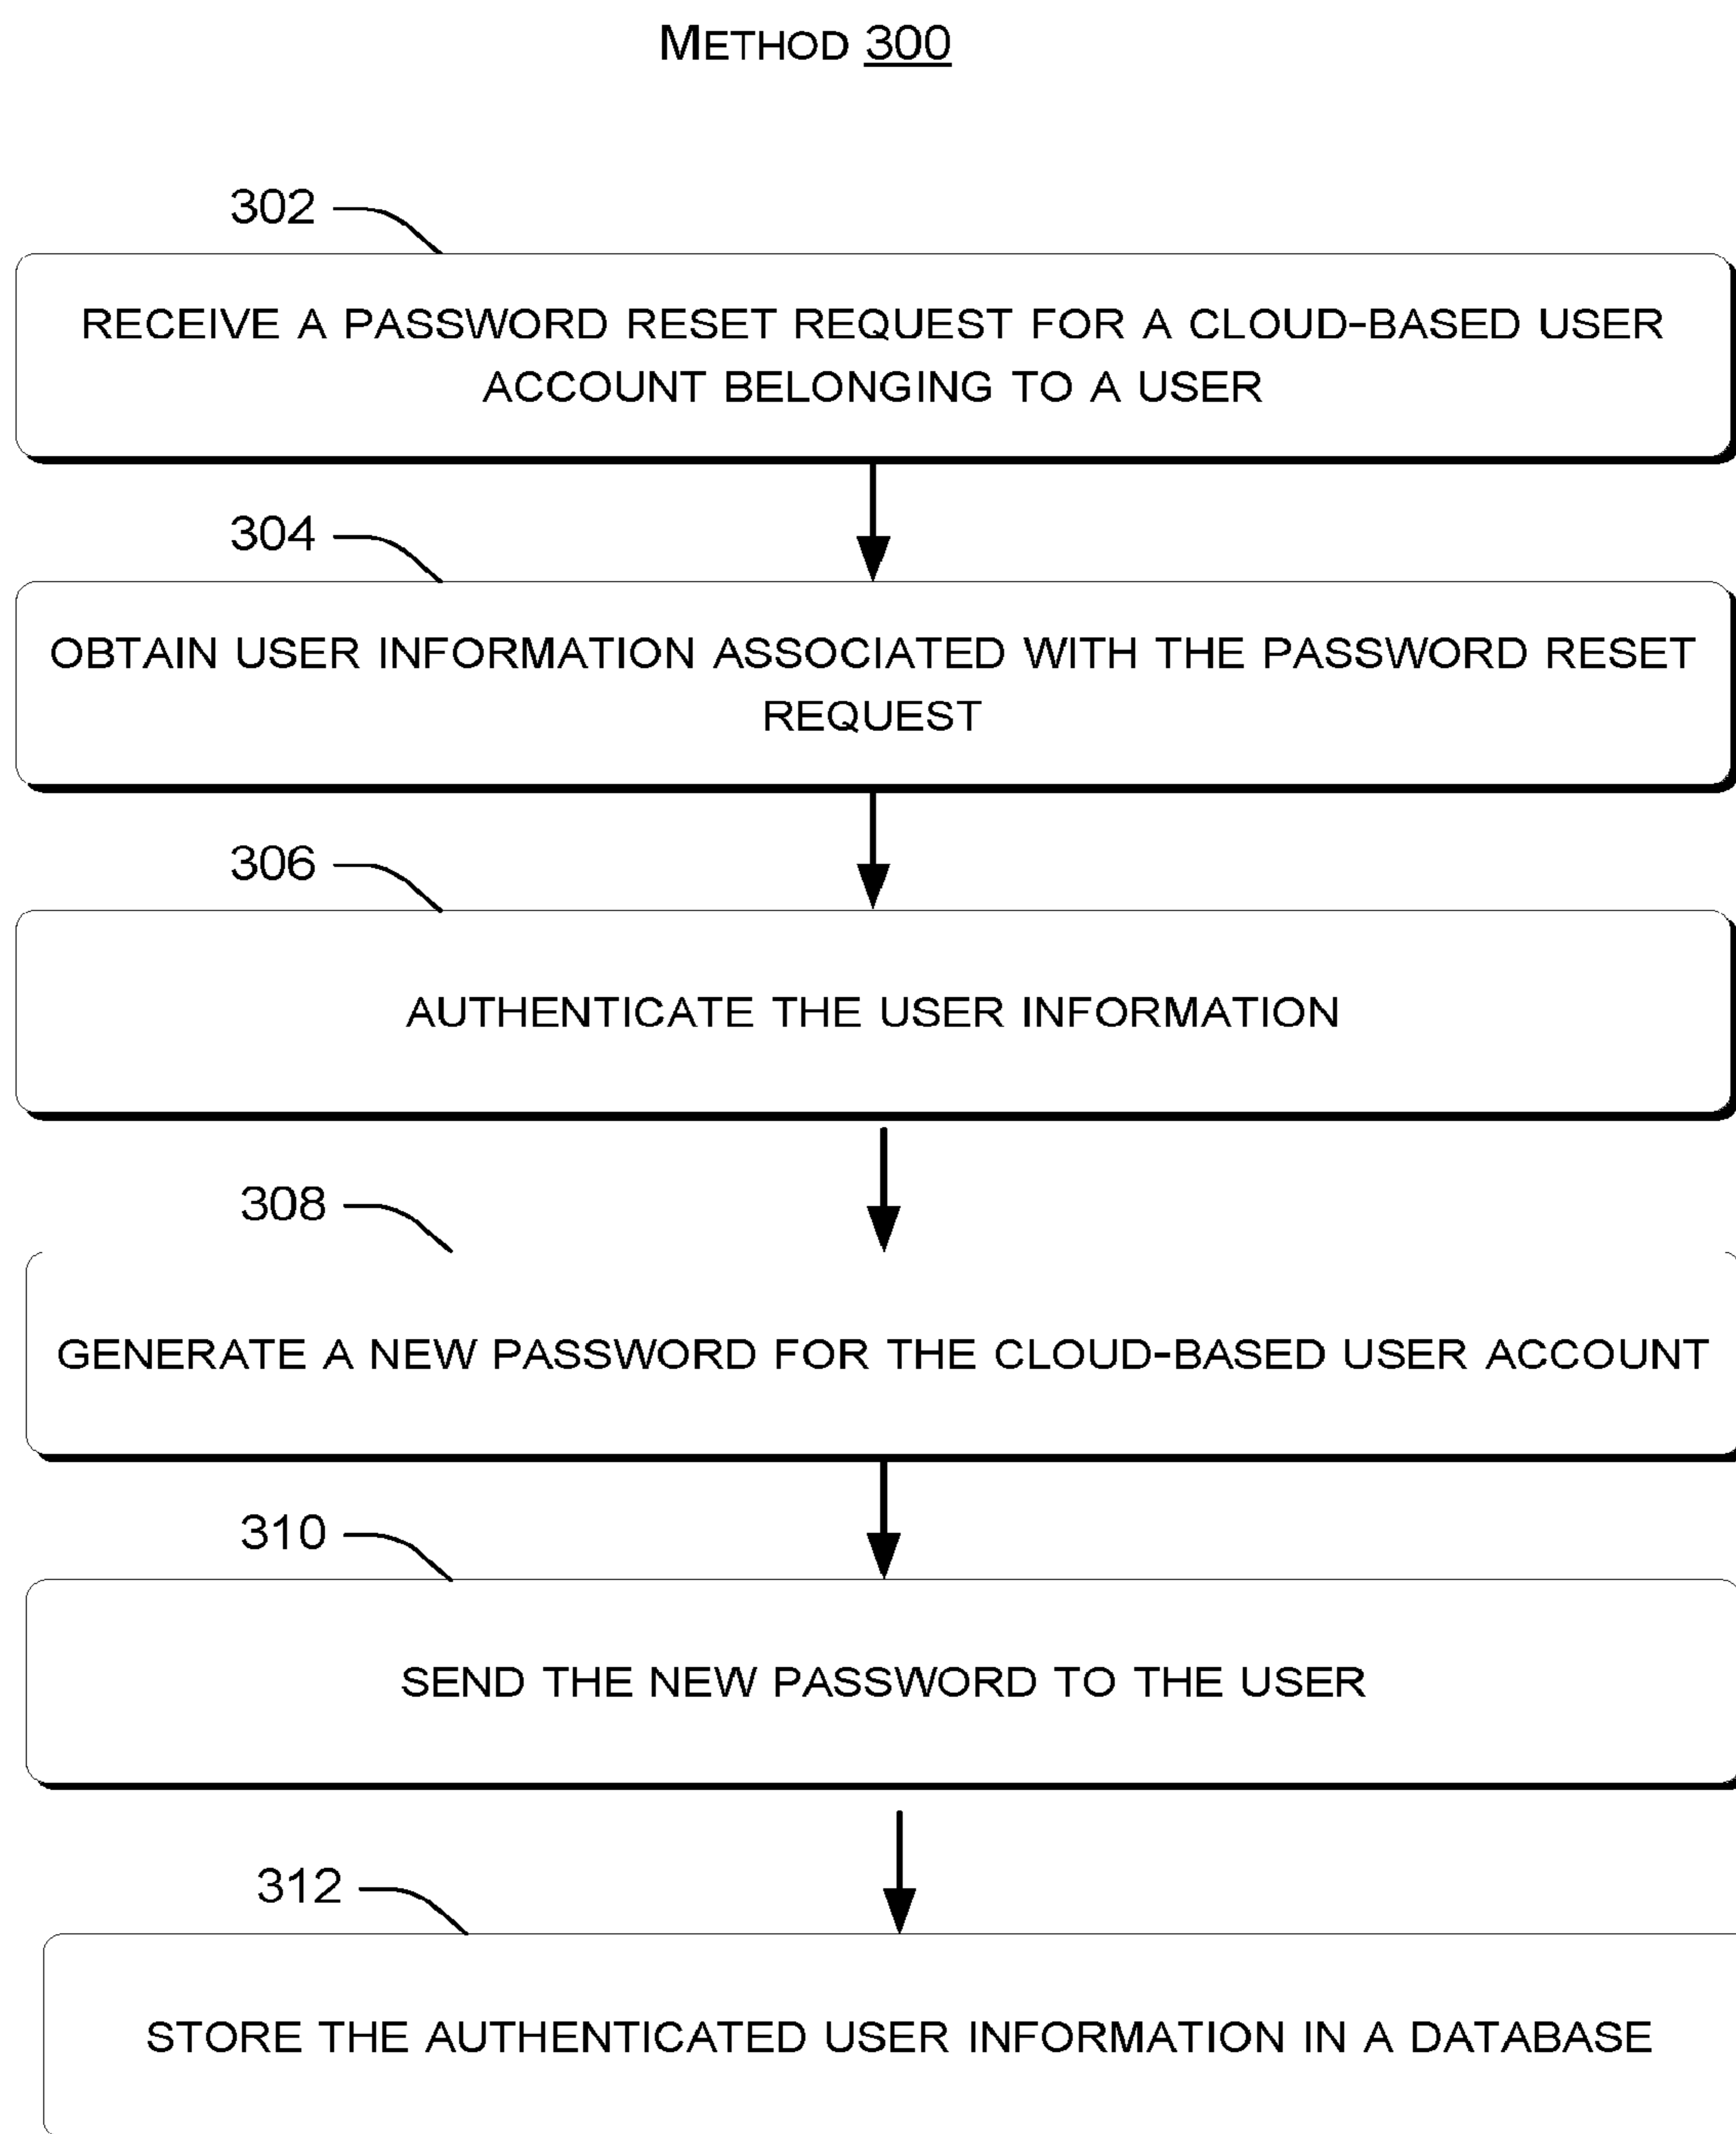 METHOD 300
302
RECEIVE A PASSWORD RESET REQUEST FOR A CLOUD-BASED USER
ACCOUNT BELONGING TO A USER
304
OBTAIN USER INFORMATION ASSOCIATED WITH THE PASSWORD RESET
REQUEST
306
AUTHENTICATE THE USER INFORMATION
308
GENERATE A NEW PASSWORD FOR THE CLOUD-BASED USER ACCOUNT
310
SEND THE NEW PASSWORD TO THE USER
312
STORE THE AUTHENTICATED USER INFORMATION IN A DATABASE